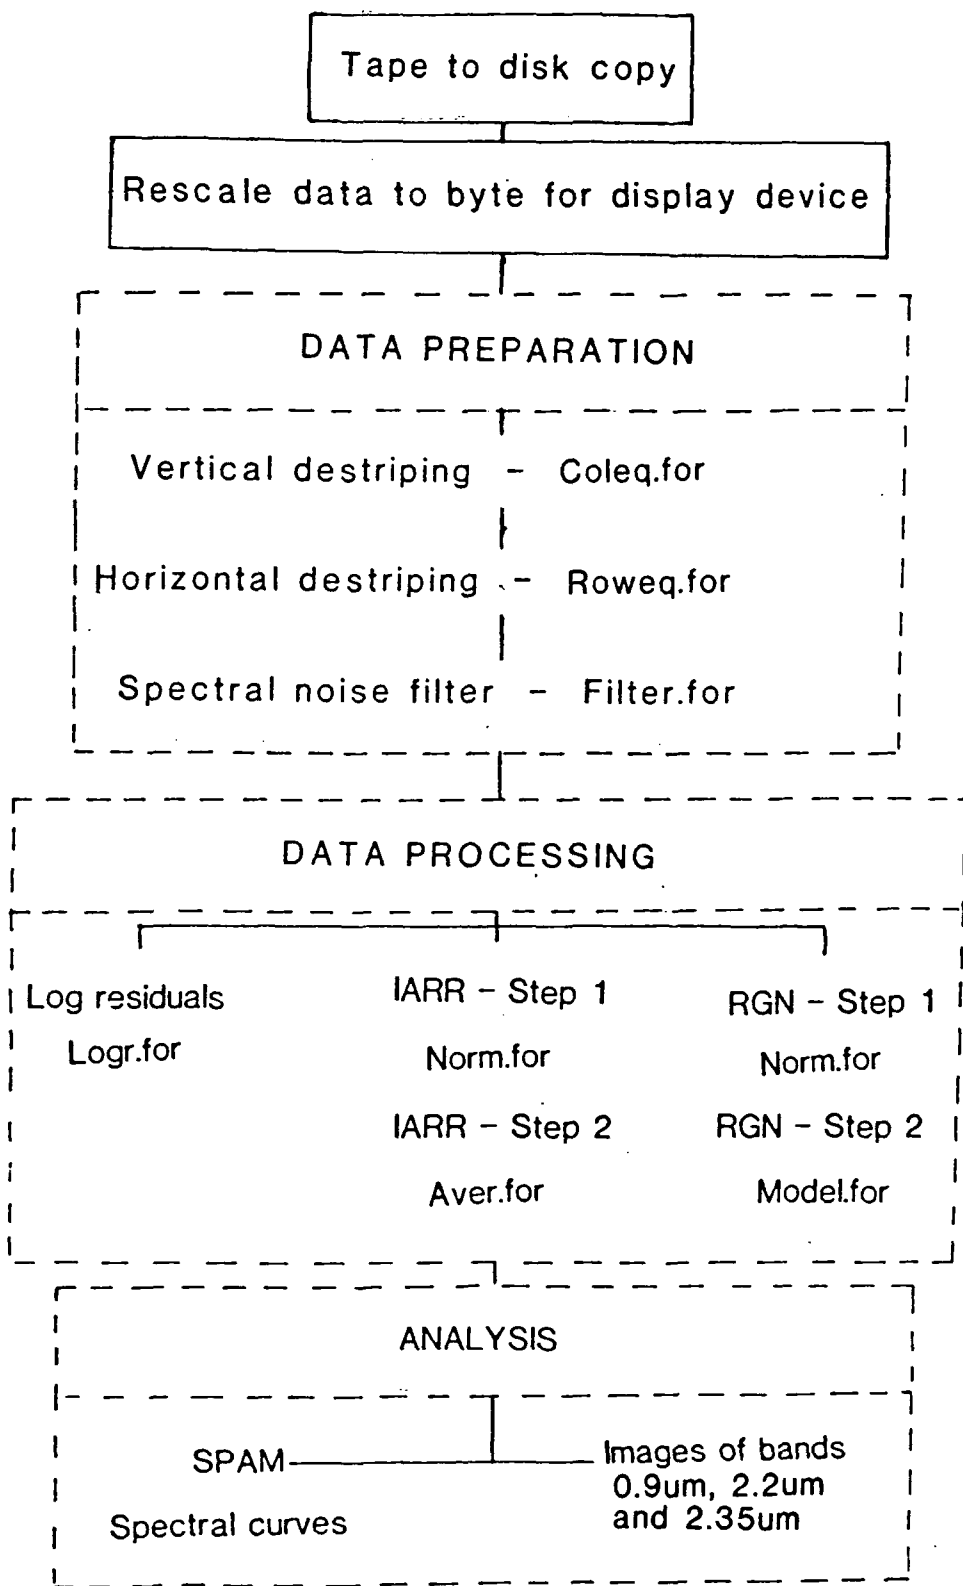 Tape to disk copy
Rescale data to byte for display device
DATA PREPARATION
Vertical destriping - Coleq.for
Horizontal destriping - Roweq.for
Spectral noise filter - Filter.for
DATA PROCESSING
Log residuals
Logr.for
IARR - Step 1
Norm.for
IARR - Step 2
Aver.for
RGN - Step 1
Norm.for
RGN - Step 2
Model.for
ANALYSIS
SPAM
Spectral curves
Images of bands
0.9um, 2.2um
and 2.35um